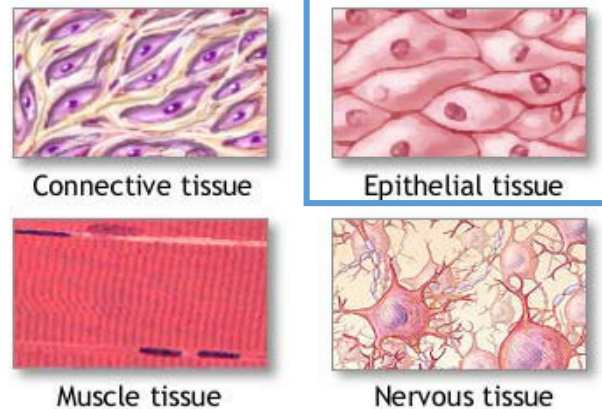 Connective tissue
Epithelial tissue
Muscle tissue
Nervous tissue